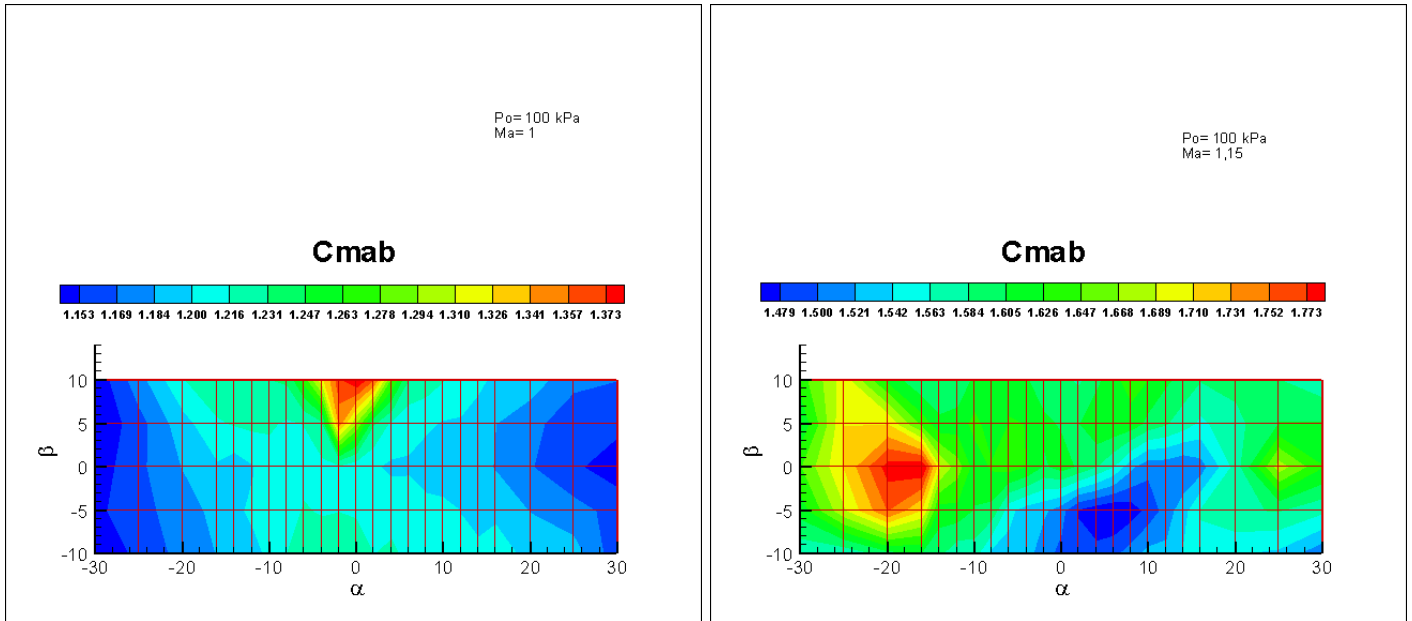 Po= 100 kPa
Ma= 1
Cmab
1.153 1.169 1.184 1.200 1.216 1.231 1.247 1.263 1.278 1.294 1.310 1.326 1.341 1.357 1.373
10
5
β
0
-5
-10
-30 -20 -10 0 10 20 30
α
Po= 100 kPa
Ma= 1,15
Cmab
1.479 1.500 1.521 1.542 1.563 1.584 1.605 1.626 1.647 1.668 1.689 1.710 1.731 1.752 1.773
10
5
β
0
-5
-10
-30 -20 -10 0 10 20 30
α